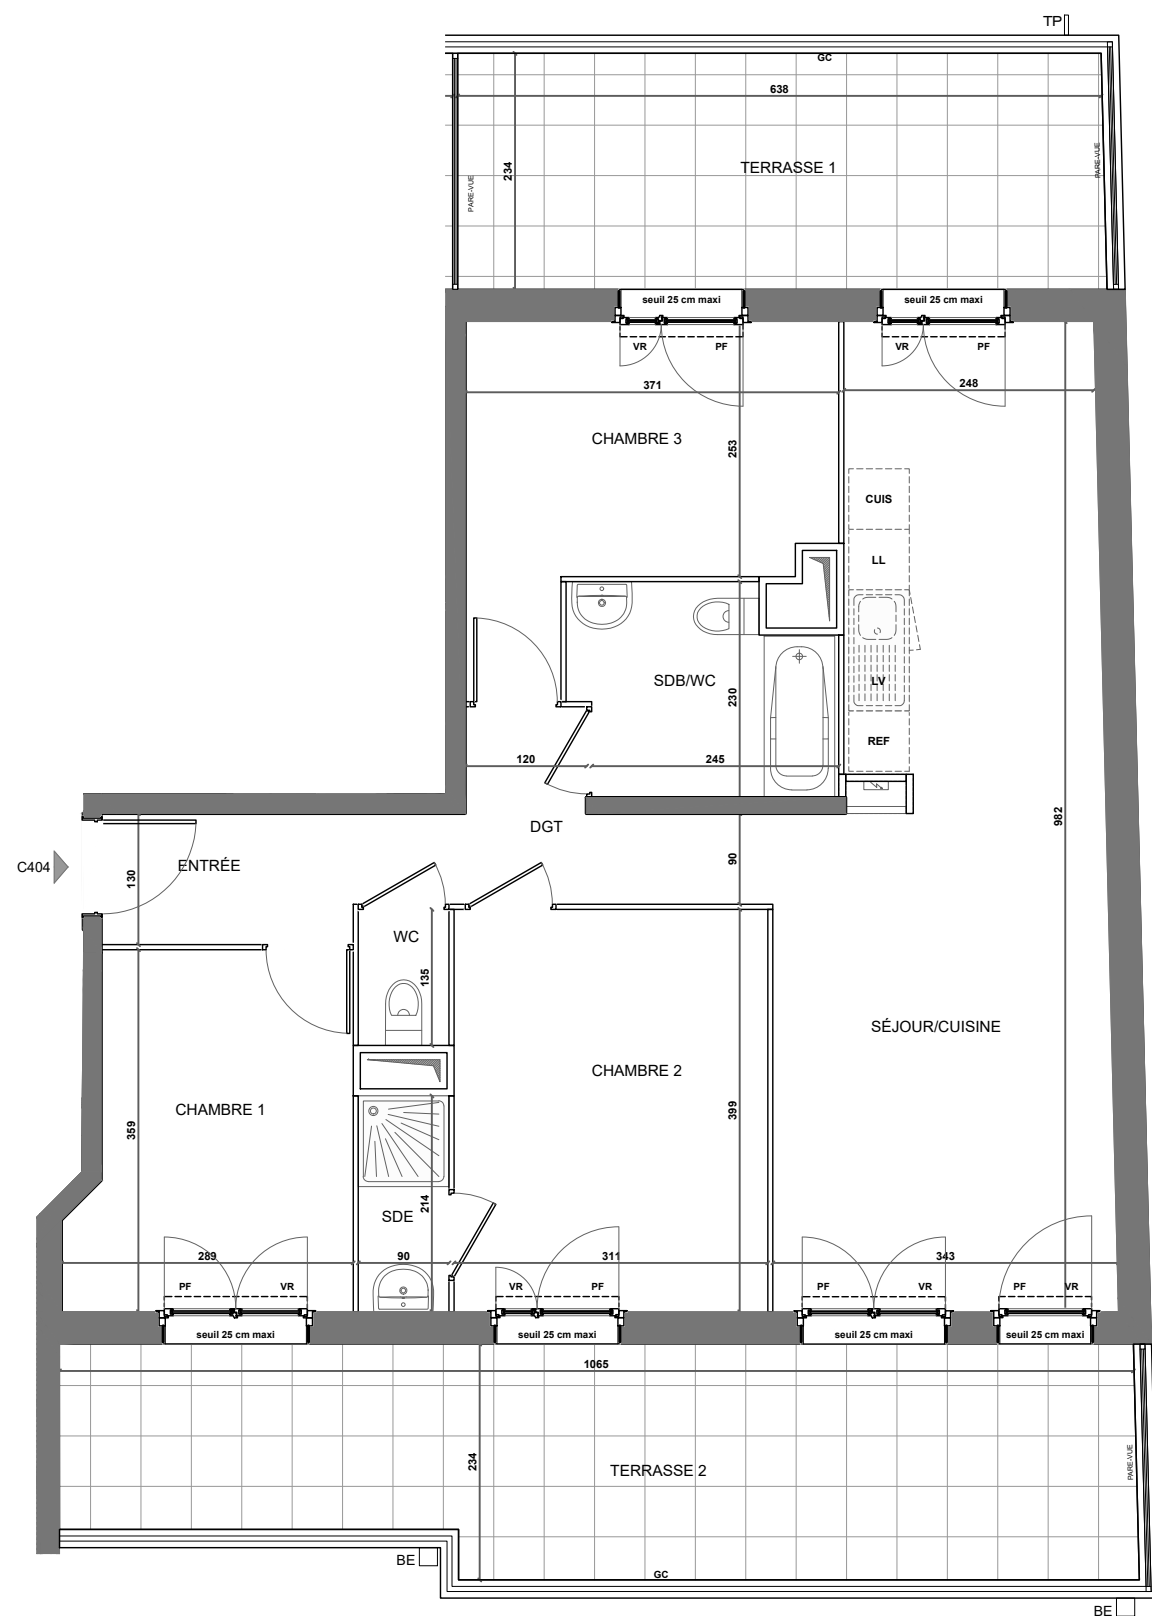 TP
GC
638
234
TERRASSE 1
PARE-VUE
PARE-VUE
seuil 25 cm maxi
seuil 25 cm maxi
VR
PF
VR
PF
371
248
CHAMBRE 3
253
CUIS
LL
SDB/WC
LV
230
REF
120
245
982
DGT
C404
ENTRÉE
130
90
WC
135
SÉJOUR/CUISINE
CHAMBRE 2
CHAMBRE 1
359
399
214
SDE
289
90
311
343
PF
VR
VR
PF
PF
VR
PF
VR
seuil 25 cm maxi
seuil 25 cm maxi
seuil 25 cm maxi
seuil 25 cm maxi
1065
234
TERRASSE 2
PARE-VUE
BE
GC
BE